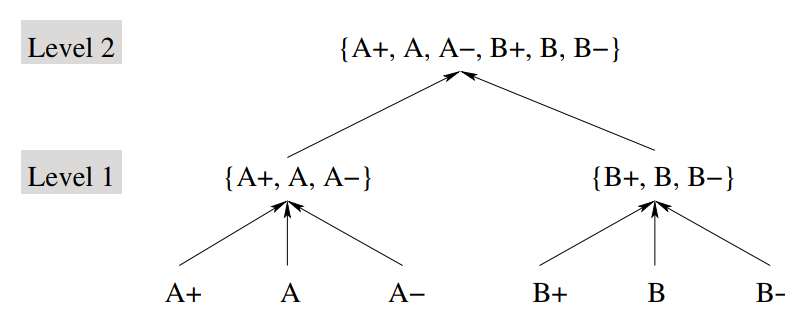 Level 2 {A+, A, A−, B+, B, B−}
Level 1 {A+, A, A−} {B+, B, B−}
A+ A A− B+ B B−